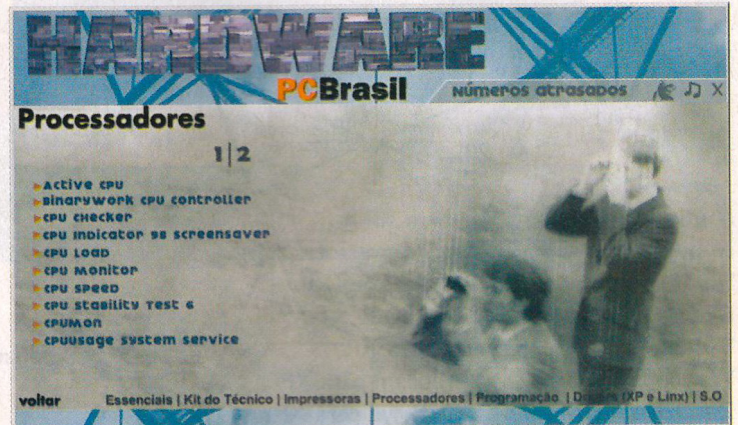 HARDWARE
PCBrasil
Números atrasados
X
Processadores
1|2
Active CPU
Binarywork CPU controller
CPU Checker
CPU Indicator 98 screensaver
CPU Load
CPU Monitor
CPU Speed
CPU Stability Test 6
CPUMon
CPUUsage system service
voltar Essenciais | Kit do Técnico | Impressoras | Processadores | Programação | Drivers (XP e Linx) | S.O